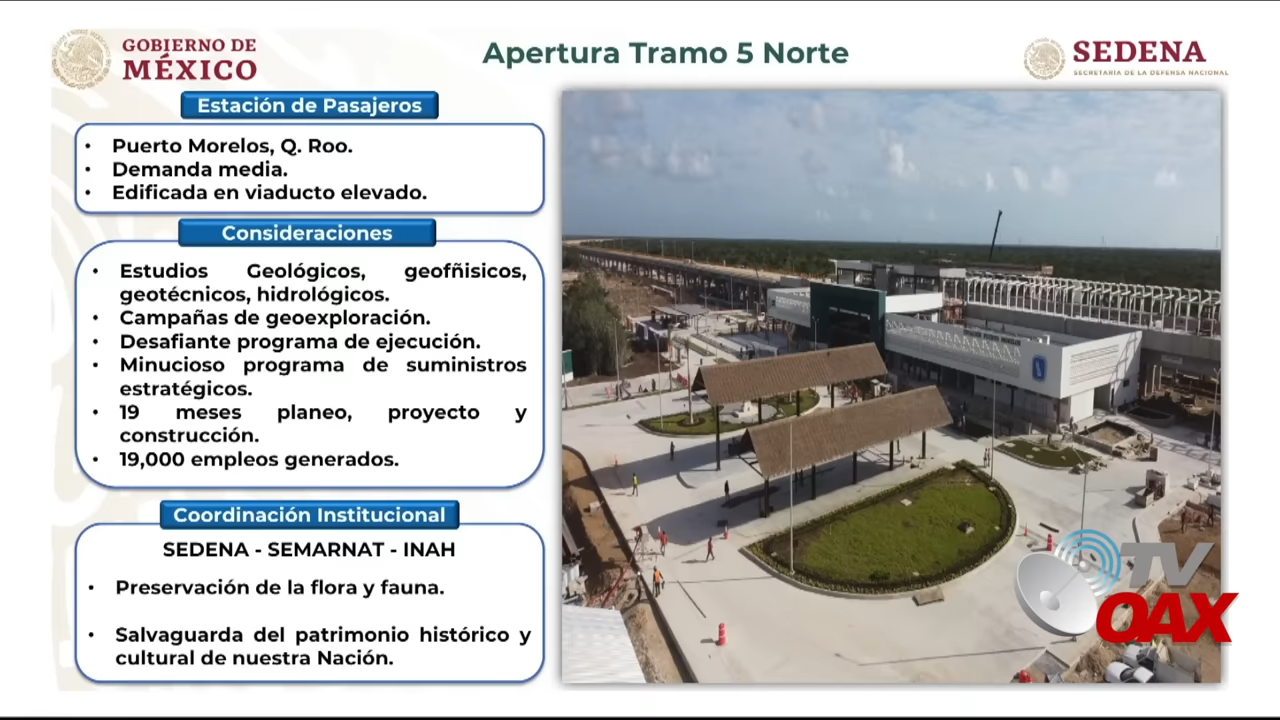 GOBIERNO DE
MÉXICO
Apertura Tramo 5 Norte
SEDENA
SECRETARÍA DE LA DEFENSA NACIONAL
Estación de Pasajeros
• Puerto Morelos, Q. Roo.
• Demanda media.
• Edificada en viaducto elevado.
Consideraciones
• Estudios Geológicos, geofñisicos,
geotécnicos, hidrológicos.
• Campañas de geoexploración.
• Desafiante programa de ejecución.
• Minucioso programa de suministros
estratégicos.
• 19 meses planeo, proyecto y
construcción.
• 19,000 empleos generados.
Coordinación Institucional
SEDENA - SEMARNAT - INAH
• Preservación de la flora y fauna.
• Salvaguarda del patrimonio histórico y
cultural de nuestra Nación.
TV
OAX